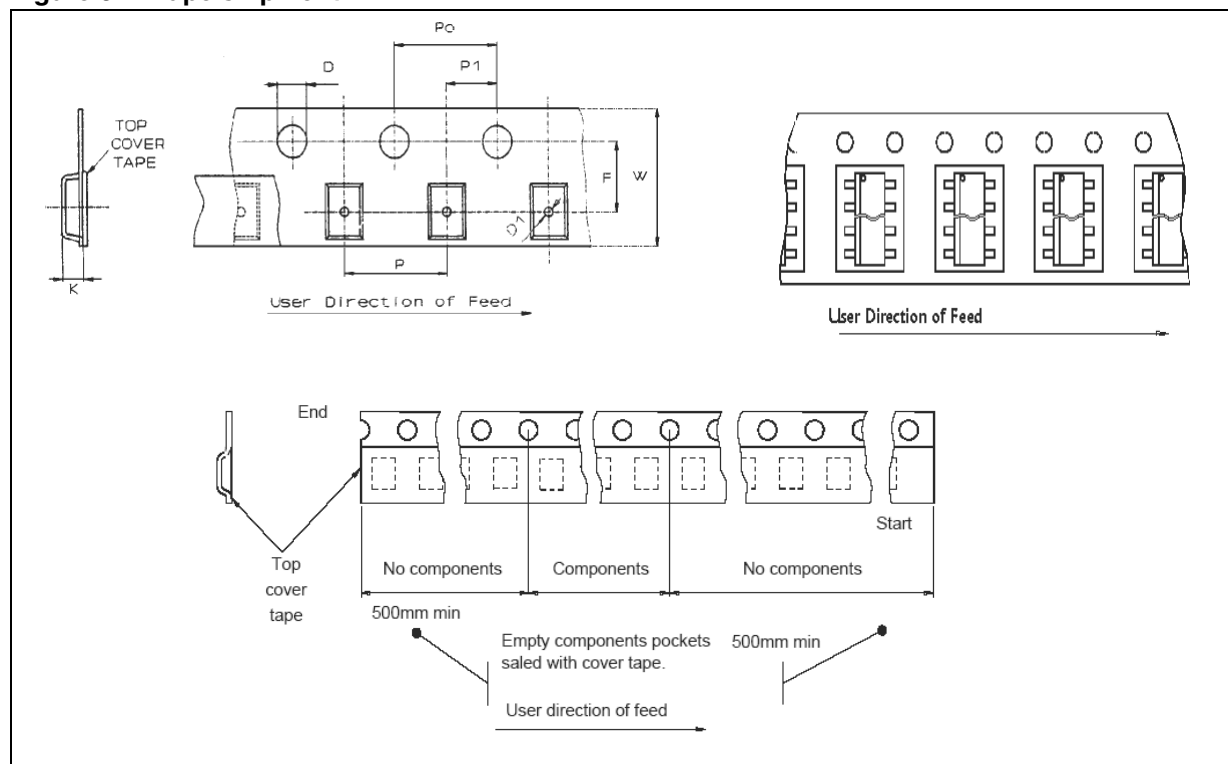 Po
D
P1
TOP
COVER
TAPE
F
W
D1
P
K
User Direction of Feed
User Direction of Feed
End
Start
Top
cover
tape
No components
Components
No components
500mm min
500mm min
Empty components pockets
saled with cover tape.
User direction of feed